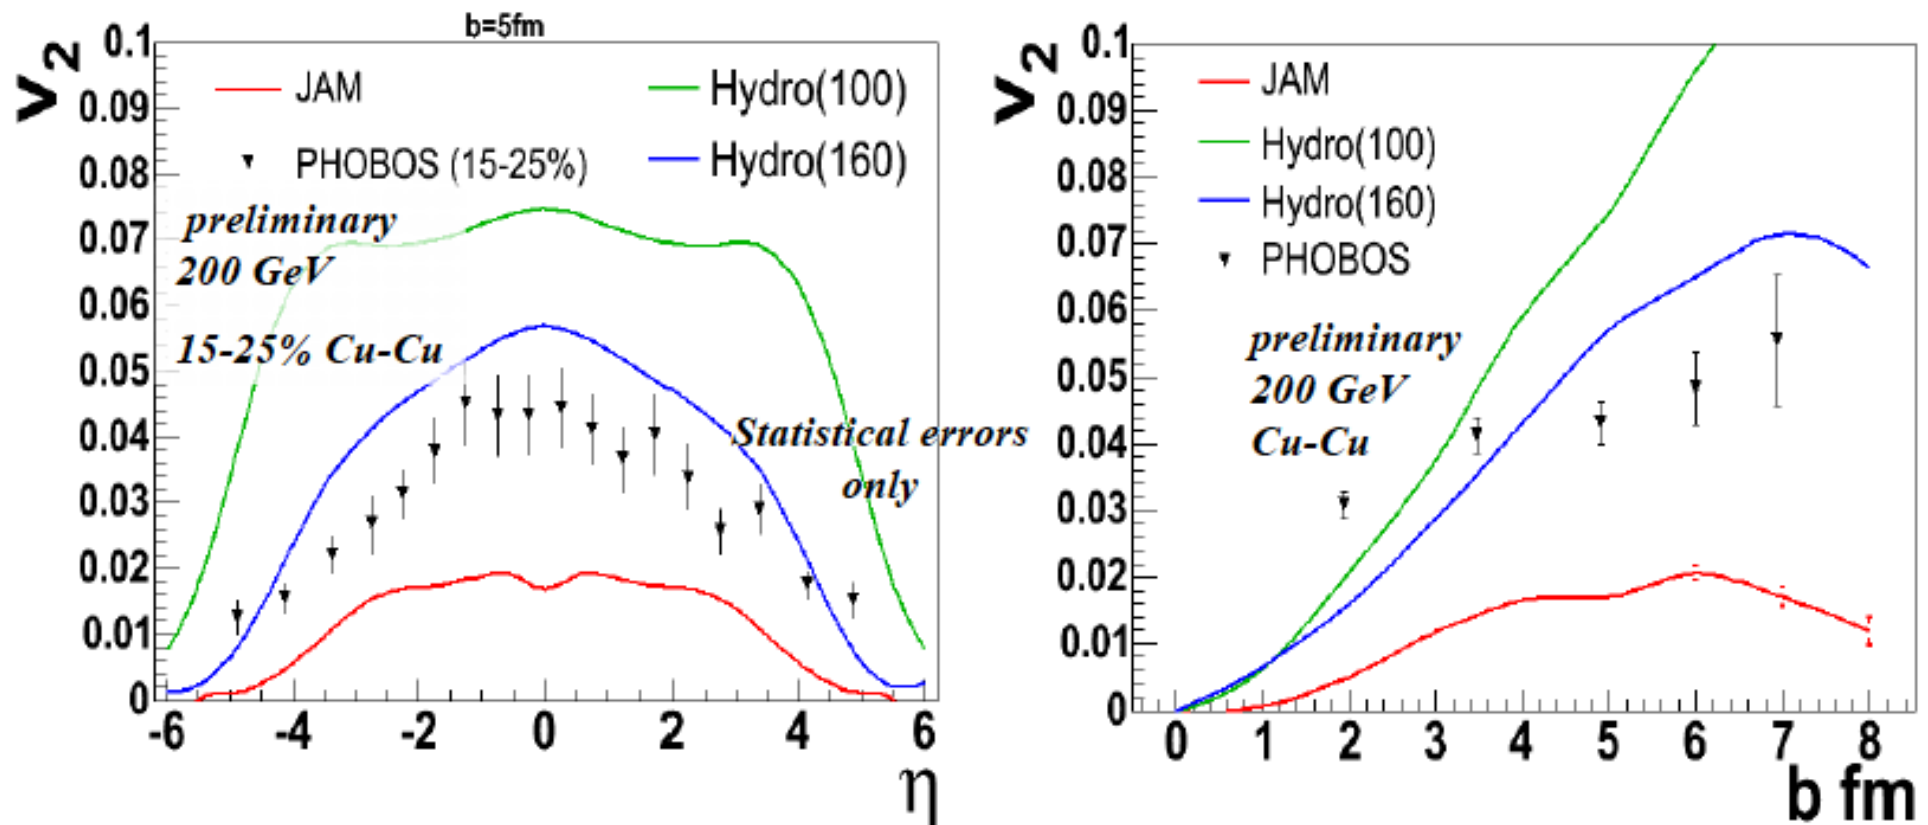 b=5fm
v2
0.1
0.09
0.08
0.07
0.06
0.05
0.04
0.03
0.02
0.01
0
JAM
Hydro(100)
PHOBOS (15-25%)
Hydro(160)
preliminary
200 GeV
15-25% Cu-Cu
Statistical errors
only
-6 -4 -2 0 2 4 6
η
v2
0.1
0.09
0.08
0.07
0.06
0.05
0.04
0.03
0.02
0.01
0
JAM
Hydro(100)
Hydro(160)
PHOBOS
preliminary
200 GeV
Cu-Cu
0 1 2 3 4 5 6 7 8
b fm